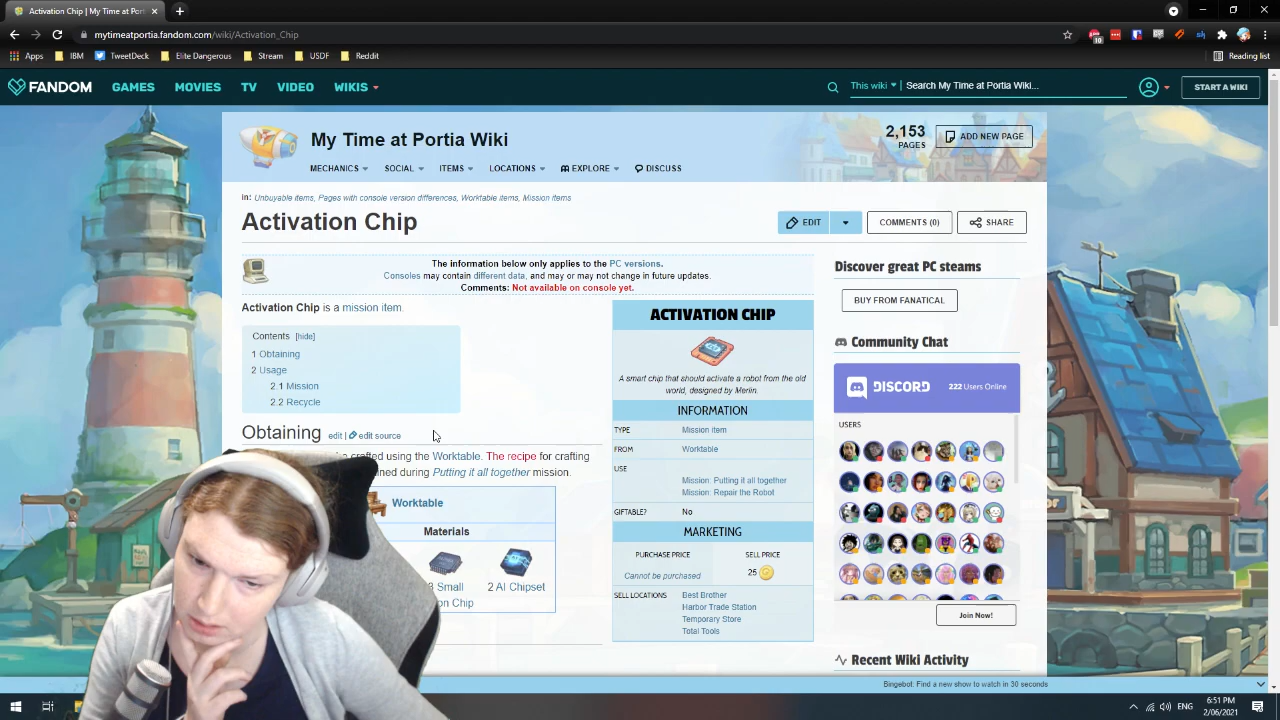 My Time at Portia
mytimeatportia.fandom.com/wiki/Activation_Chip
Apps IBM TweetDeck Elite Dangerous Stream USDF Reddit Reading list
FANDOM GAMES MOVIES TV VIDEO WIKIS This wiki Search My Time at Portia Wiki... START A WIKI
My Time at Portia Wiki
2,153 PAGES ADD NEW PAGE
MECHANICS SOCIAL ITEMS LOCATIONS EXPLORE DISCUSS
in: Unbuyable items, Pages with console version differences, Worktable items, Mission items
Activation Chip
EDIT COMMENTS (0) SHARE
The information below only applies to the PC versions.
Consoles may contain different data, and may or may not change in future updates.
Comments: Not available on console yet.
Activation Chip is a mission item.
Contents [hide]
1 Obtaining
2 Usage
2.1 Mission
2.2 Recycle
Obtaining edit | edit source
crafted using the Worktable. The recipe for crafting
during Putting it all together mission.
Worktable
Materials
Small
2 AI Chipset
Chip
ACTIVATION CHIP
A smart chip that should activate a robot from the old
world, designed by Merlin.
INFORMATION
TYPE Mission item
FROM Worktable
USE
Mission: Putting it all together
Mission: Repair the Robot
GIFTABLE? No
MARKETING
PURCHASE PRICE SELL PRICE
Cannot be purchased 25
SELL LOCATIONS Best Brother
Harbor Trade Station
Temporary Store
Total Tools
Discover great PC steams
BUY FROM FANATICAL
Community Chat
DISCORD 222 Users Online
USERS
Join Now!
Recent Wiki Activity
Bingebot: Find a new show to watch in 30 seconds
ENG
6:51 PM
2/06/2021